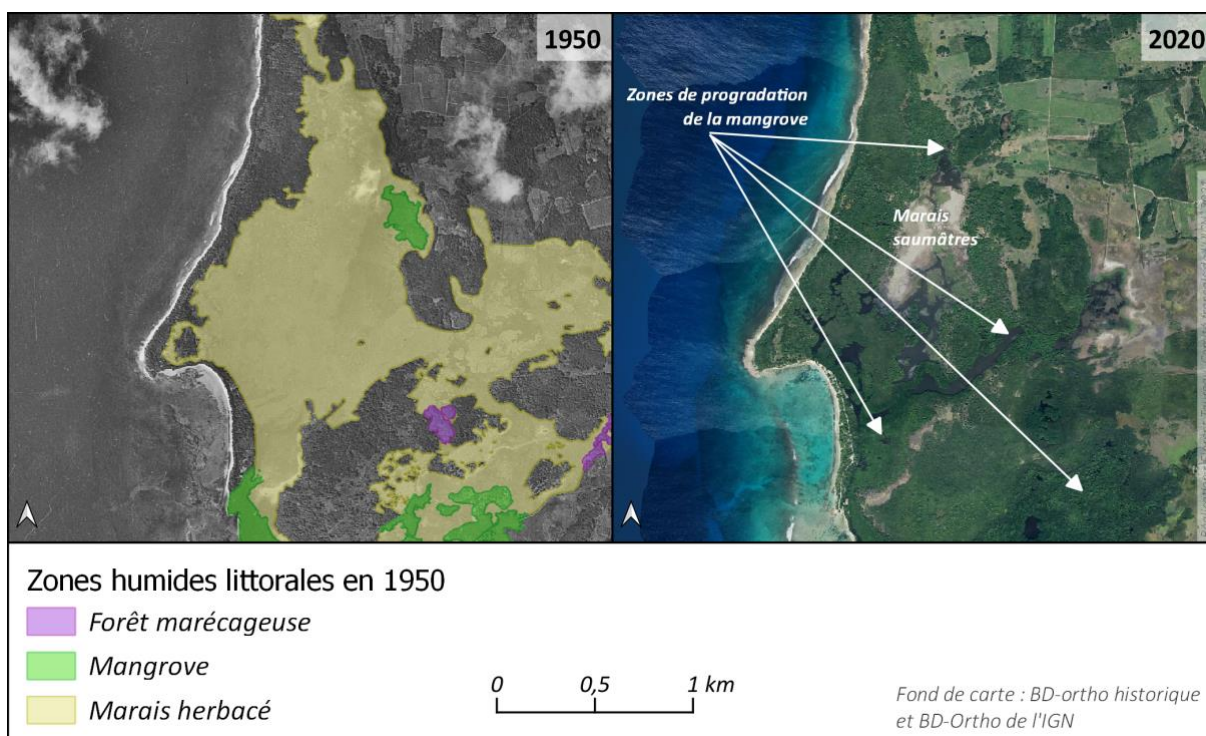 1950
2020
Zones de progradation
de la mangrove
Marais
saumâtres
Zones humides littorales en 1950
Forêt marécageuse
Mangrove
Marais herbacé
0 0,5 1 km
Fond de carte : BD-ortho historique
et BD-Ortho de l'IGN